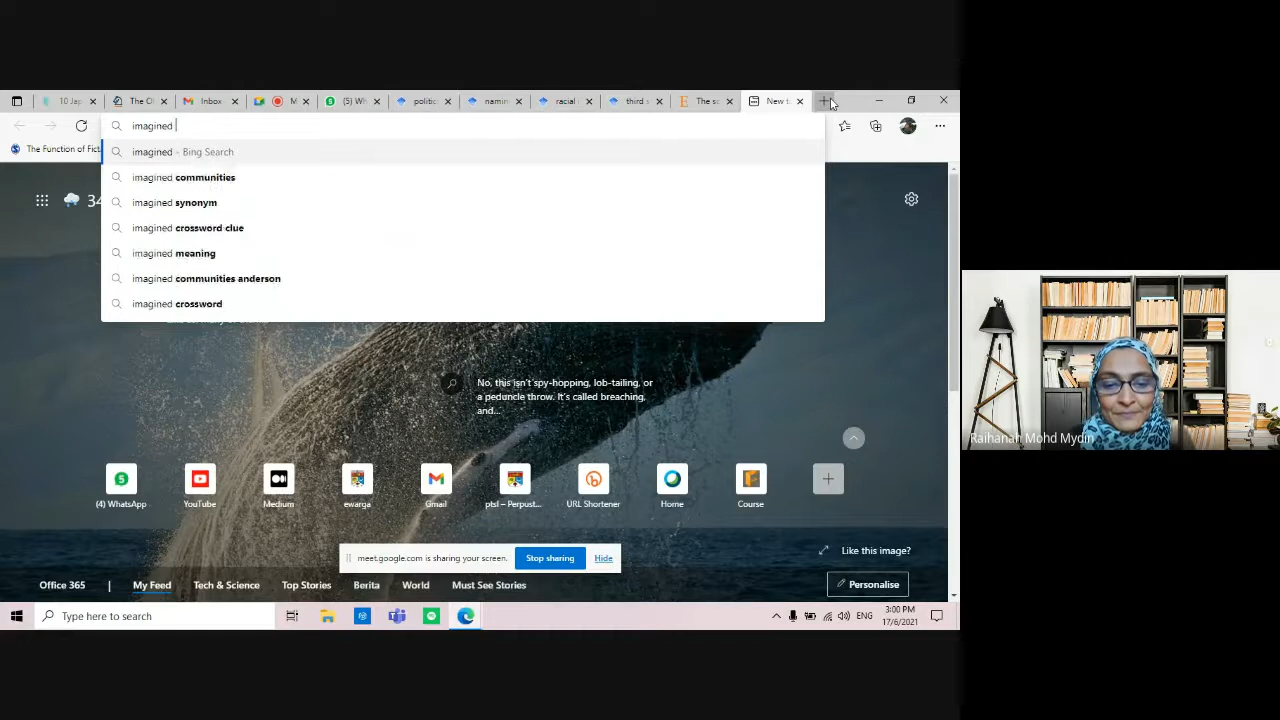 10 Jap
The O
Inbox
M
(5) Wh
politic
namin
racial
third s
The sc
New t
imagined
The Function of Fict
imagined - Bing Search
imagined communities
imagined synonym
imagined crossword clue
imagined meaning
imagined communities anderson
imagined crossword
34
No, this isn't spy-hopping, lob-tailing, or
a peduncle throw. It's called breaching,
and...
(4) WhatsApp
YouTube
Medium
ewarga
Gmail
ptsl – Perpust...
URL Shortener
Home
Course
meet.google.com is sharing your screen.
Stop sharing
Hide
Like this image?
Office 365
My Feed
Tech & Science
Top Stories
Berita
World
Must See Stories
Personalise
Type here to search
ENG
3:00 PM
17/6/2021
Raihanah Mohd Mydin